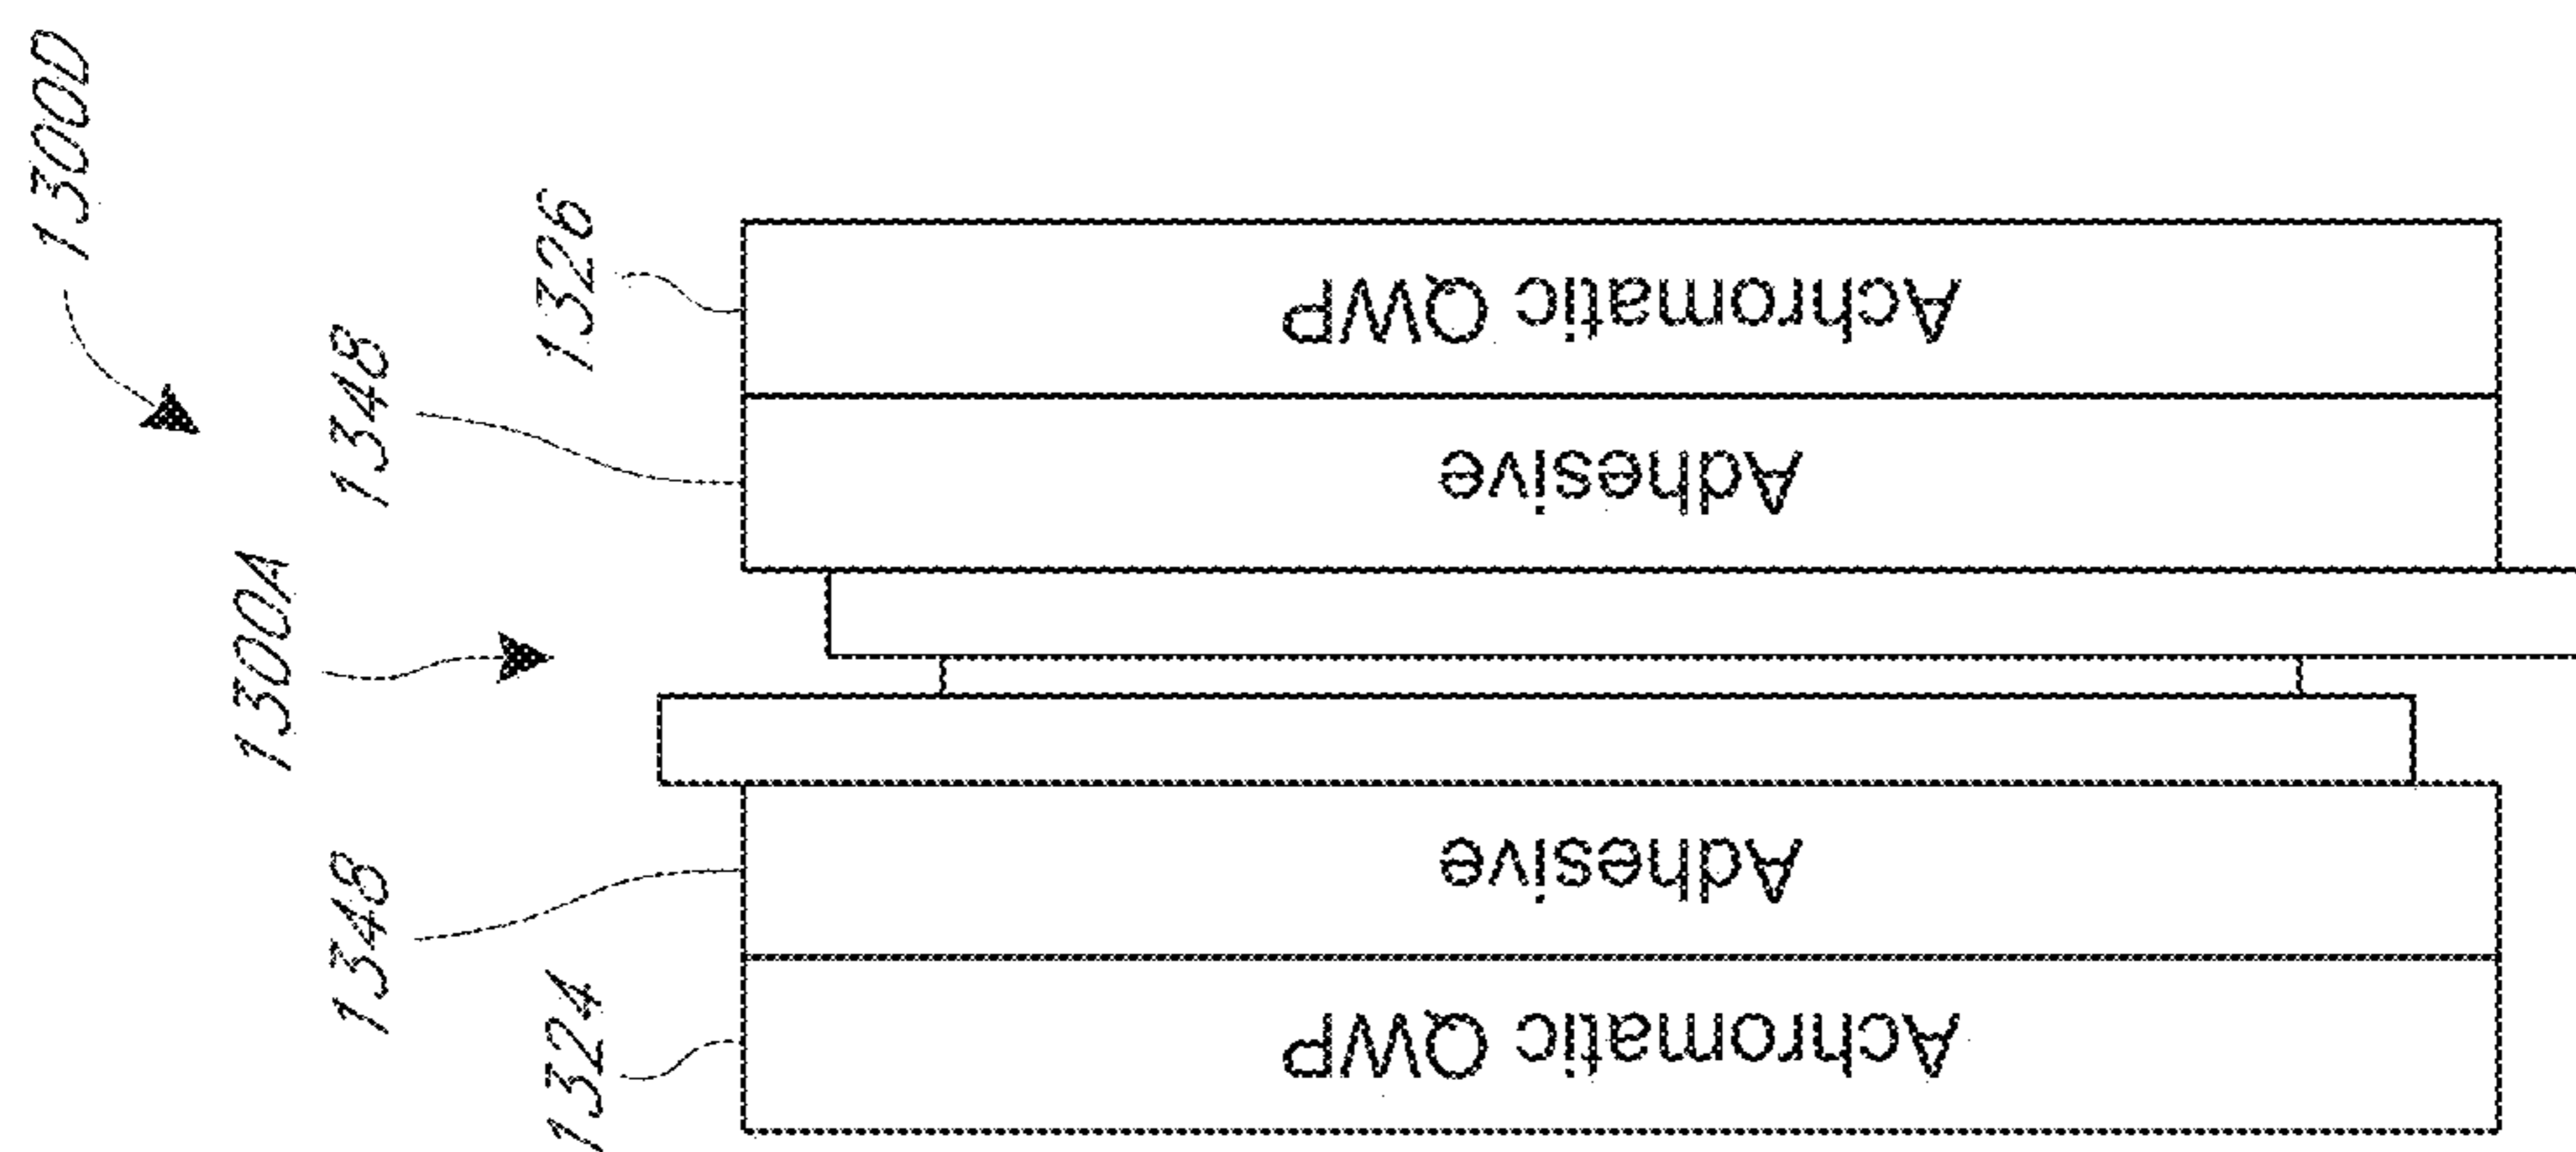 1300D
1326
Achromatic QWP
1348
Adhesive
1300A
1348
Adhesive
1324
Achromatic QWP